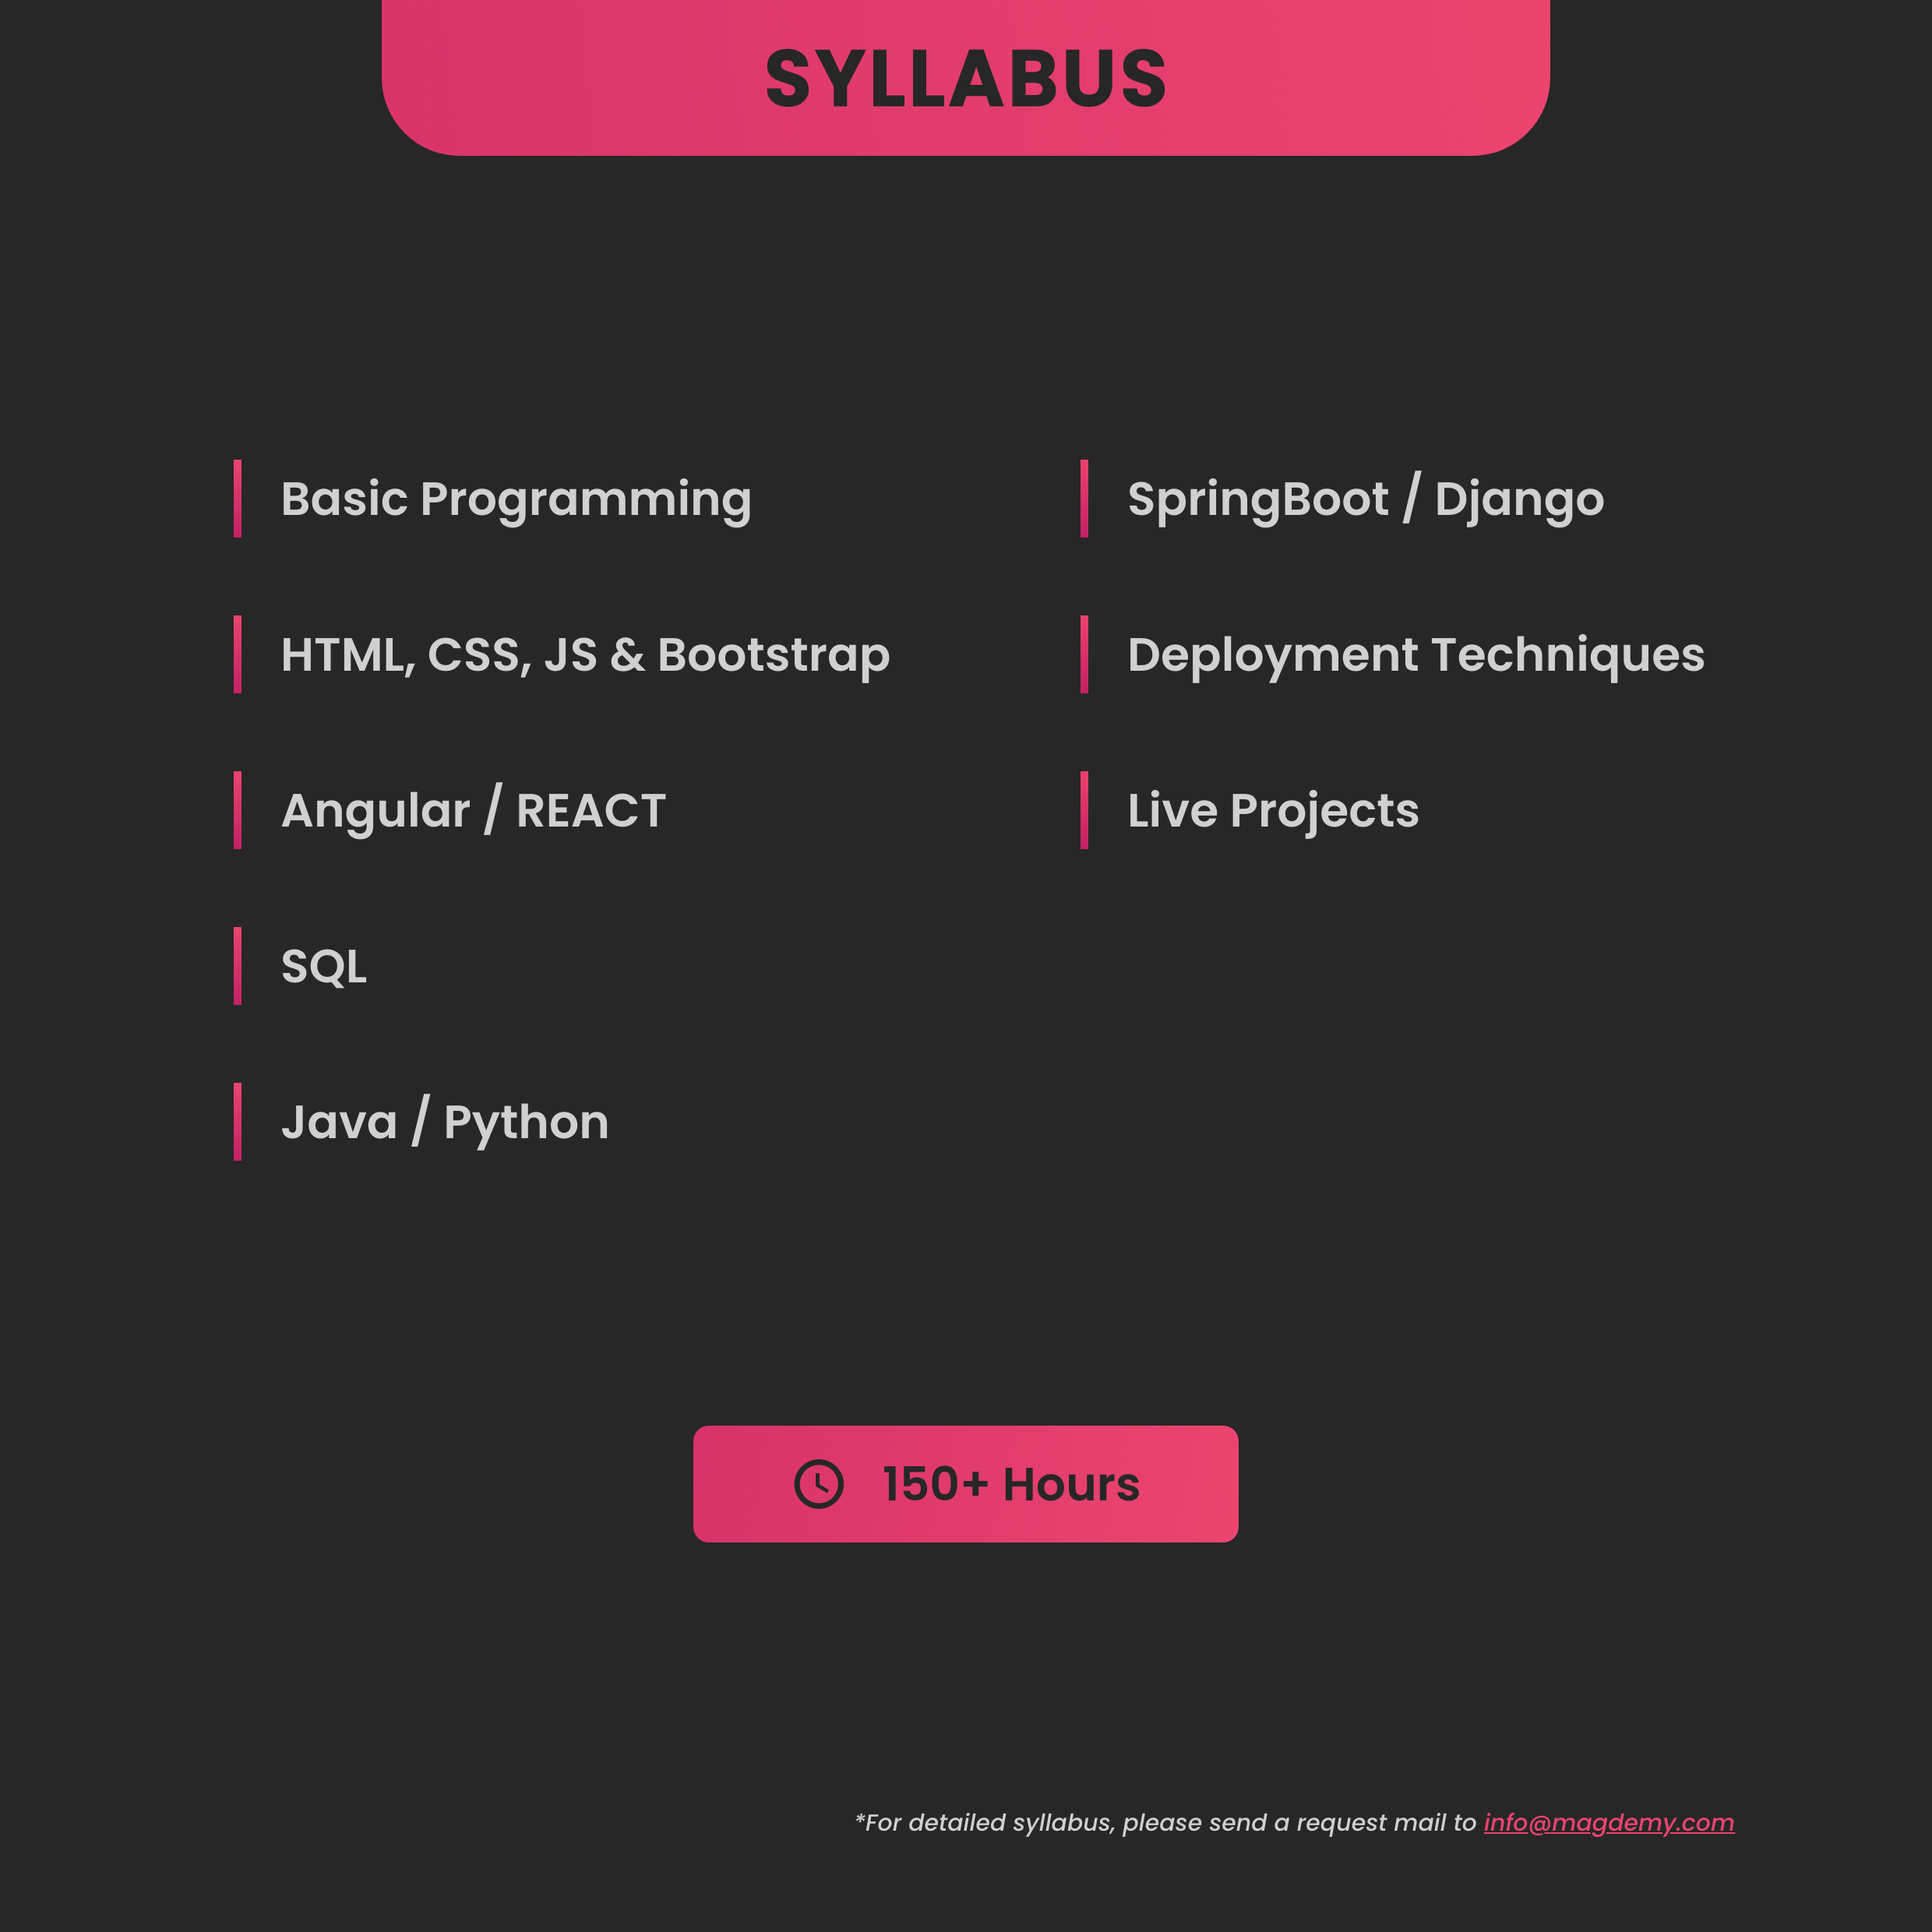 SYLLABUS
Basic Programming
HTML, CSS, JS & Bootstrap
Angular / REACT
SQL
Java / Python
SpringBoot / Django
Deployment Techniques
Live Projects
150+ Hours
*For detailed syllabus, please send a request mail to info@magdemy.com